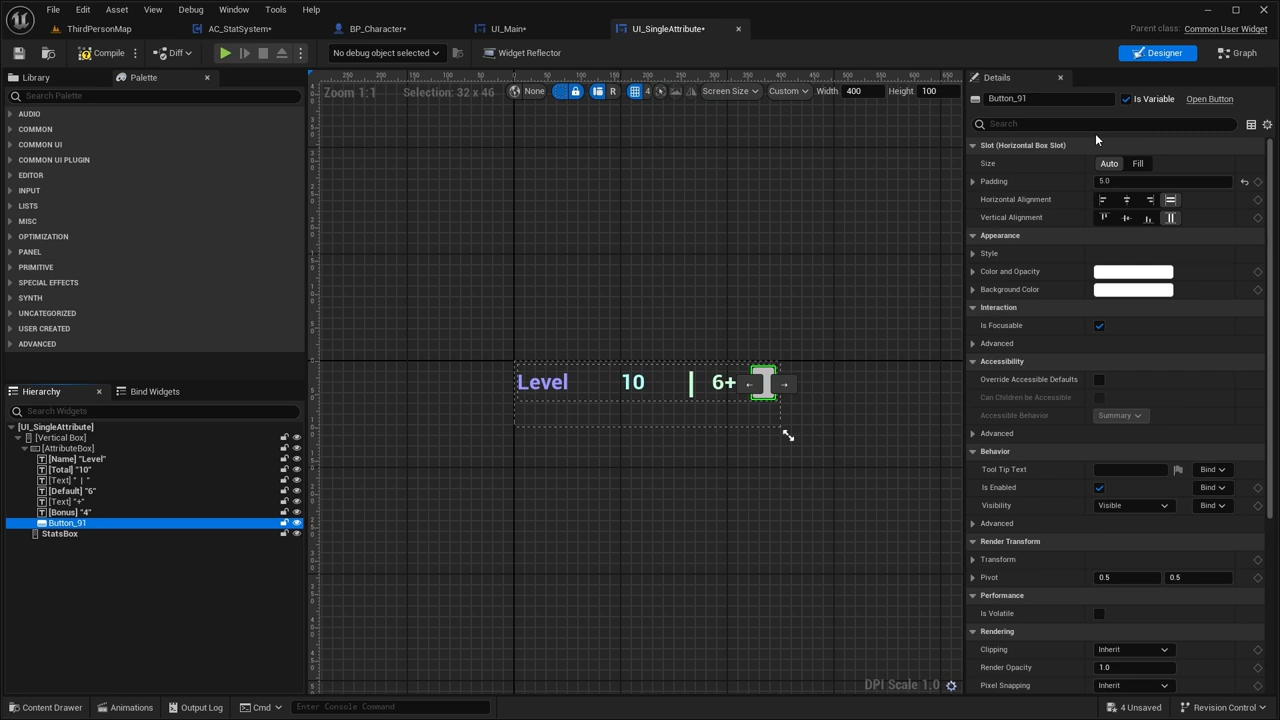 File Edit Asset View Debug Window Tools Help
ThirdPersonMap AC_StatSystem* BP_Character* UI_Main* UI_SingleAttribute* Parent class: Common User Widget
Compile Diff No debug object selected Widget Reflector Designer Graph
Library Palette
Search Palette
AUDIO
COMMON
COMMON UI
COMMON UI PLUGIN
EDITOR
INPUT
LISTS
MISC
OPTIMIZATION
PANEL
PRIMITIVE
SPECIAL EFFECTS
SYNTH
UNCATEGORIZED
USER CREATED
ADVANCED
Hierarchy Bind Widgets
Search Widgets
[UI_SingleAttribute]
[Vertical Box]
[AttributeBox]
[Name] "Level"
[Total] "10"
[Text] " | "
[Default] "6"
[Text] "+"
[Bonus] "4"
Button_91
StatsBox
Zoom 1:1 Selection: 32 x 46 None R 4 Screen Size Custom Width 400 Height 100
Level 10 | 6+
DPI Scale 1.0
Details
Button_91 Is Variable Open Button
Search
Slot (Horizontal Box Slot)
Size Auto Fill
Padding 5.0
Horizontal Alignment
Vertical Alignment
Appearance
Style
Color and Opacity
Background Color
Interaction
Is Focusable
Advanced
Accessibility
Override Accessible Defaults
Can Children be Accessible
Accessible Behavior Summary
Advanced
Behavior
Tool Tip Text Bind
Is Enabled Bind
Visibility Visible Bind
Advanced
Render Transform
Transform
Pivot 0.5 0.5
Performance
Is Volatile
Rendering
Clipping Inherit
Render Opacity 1.0
Pixel Snapping Inherit
Content Drawer Animations Output Log Cmd Enter Console Command 4 Unsaved Revision Control